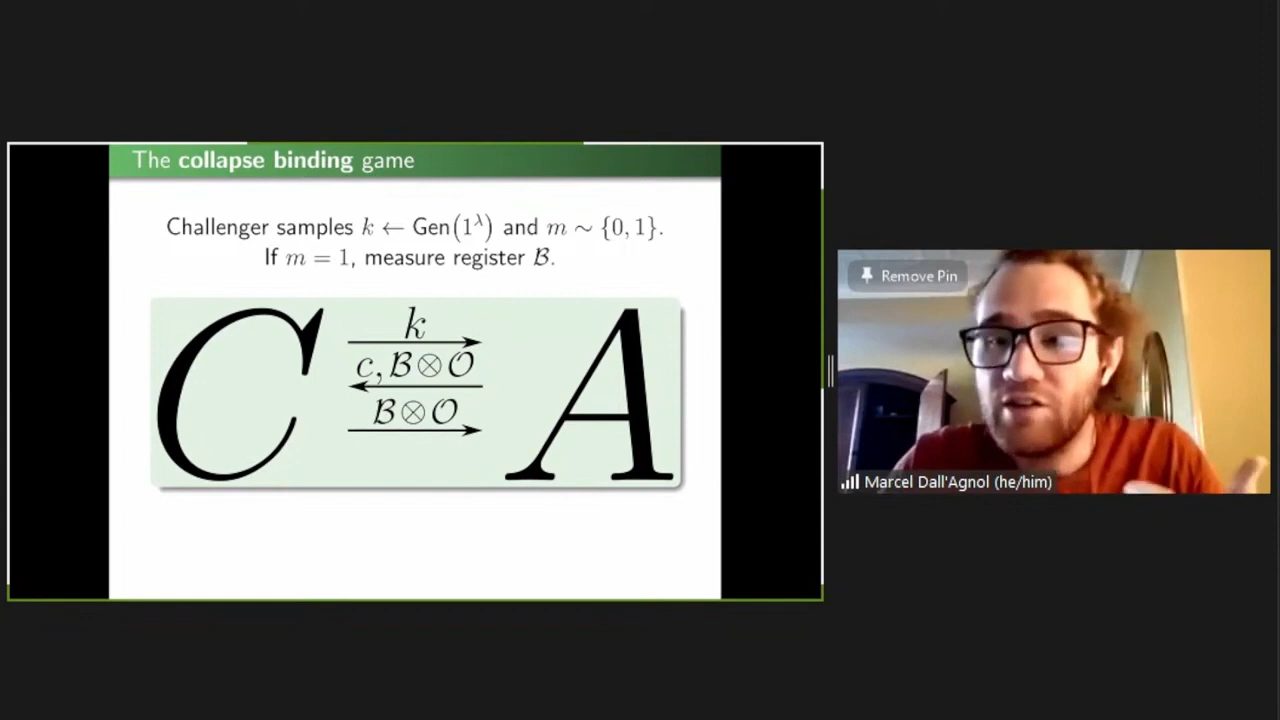 The collapse binding game
Challenger samples k ← Gen(1^λ) and m ∼ {0, 1}.
If m = 1, measure register ℬ.
C
k
c, ℬ⊗𝒪
ℬ⊗𝒪
A
Remove Pin
Marcel Dall'Agnol (he/him)